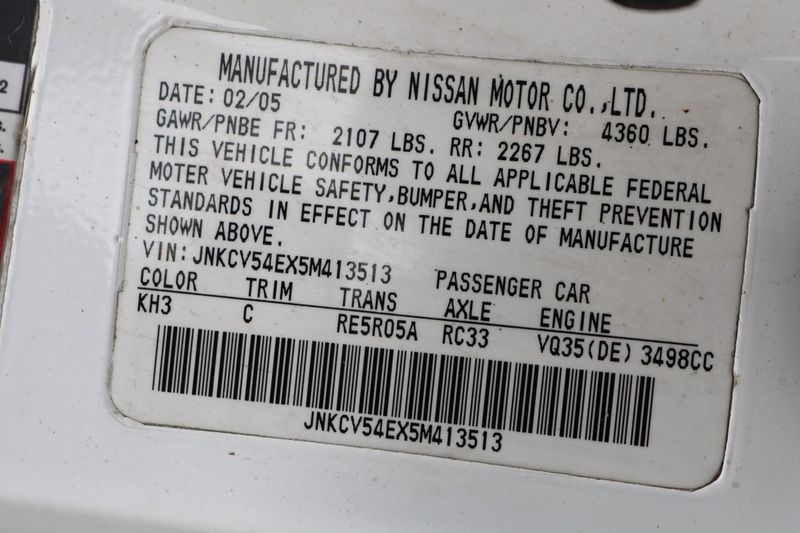 MANUFACTURED BY NISSAN MOTOR CO.,LTD.
DATE: 02/05 GVWR/PNBV: 4360 LBS.
GAWR/PNBE FR: 2107 LBS. RR: 2267 LBS.
THIS VEHICLE CONFORMS TO ALL APPLICABLE FEDERAL
MOTER VEHICLE SAFETY,BUMPER,AND THEFT PREVENTION
STANDARDS IN EFFECT ON THE DATE OF MANUFACTURE
SHOWN ABOVE.
VIN: JNKCV54EX5M413513 PASSENGER CAR
COLOR TRIM TRANS AXLE ENGINE
KH3 C RE5R05A RC33 VQ35(DE) 3498CC
JNKCV54EX5M413513
2